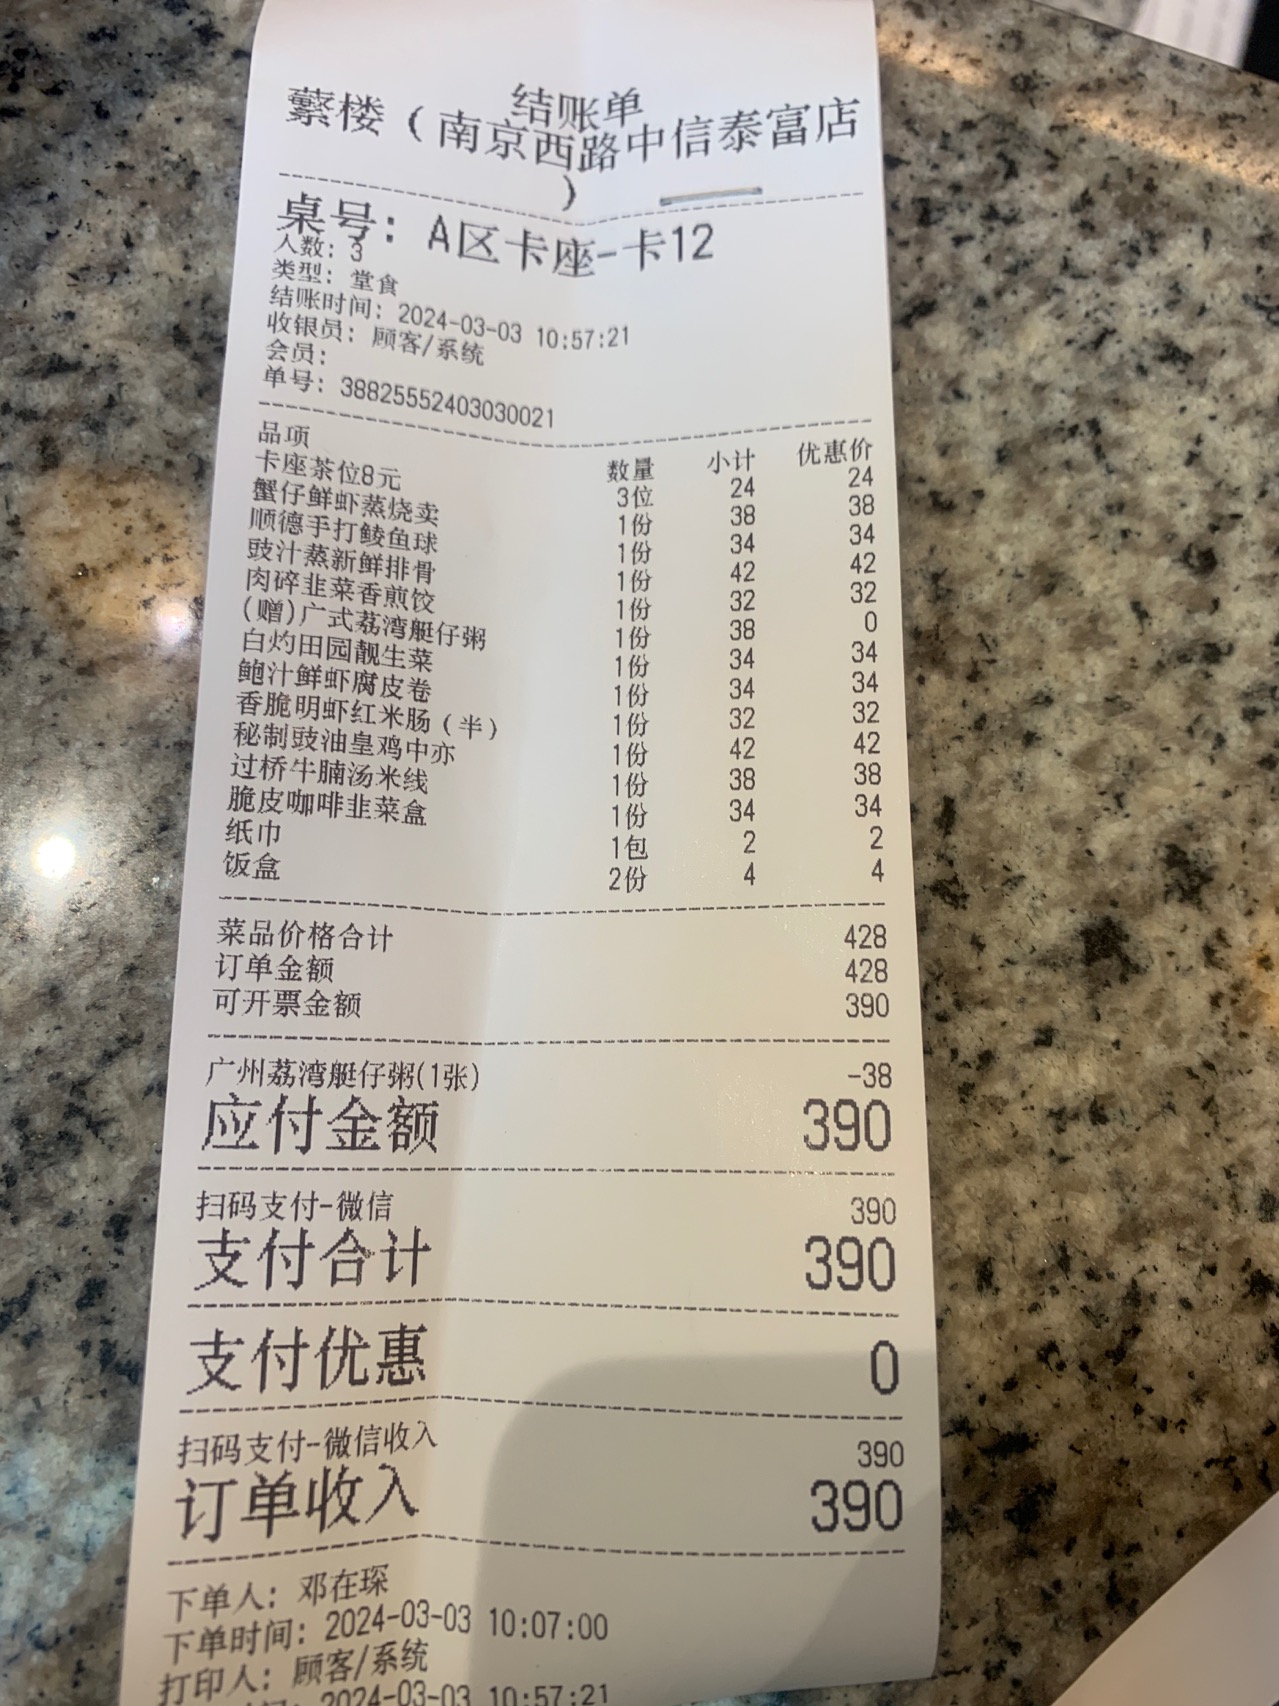 结账单
蘩楼（南京西路中信泰富店
）
桌号: A区卡座-卡12
人数: 3
类型: 堂食
结账时间: 2024-03-03 10:57:21
收银员: 顾客/系统
会员:
单号: 38825552403030021
品项 数量 小计 优惠价
卡座茶位8元 3位 24 24
蟹仔鲜虾蒸烧卖 1份 38 38
顺德手打鲮鱼球 1份 34 34
豉汁蒸新鲜排骨 1份 42 42
肉碎韭菜香煎饺 1份 32 32
(赠)广式荔湾艇仔粥 1份 38 0
白灼田园靓生菜 1份 34 34
鲍汁鲜虾腐皮卷 1份 34 34
香脆明虾红米肠（半） 1份 32 32
秘制豉油皇鸡中亦 1份 42 42
过桥牛腩汤米线 1份 38 38
脆皮咖啡韭菜盒 1份 34 34
纸巾 1包 2 2
饭盒 2份 4 4
菜品价格合计 428
订单金额 428
可开票金额 390
广州荔湾艇仔粥(1张) -38
应付金额 390
扫码支付-微信 390
支付合计 390
支付优惠 0
扫码支付-微信收入 390
订单收入 390
下单人: 邓在琛
下单时间: 2024-03-03 10:07:00
打印人: 顾客/系统
2024-03-03 10:57:21